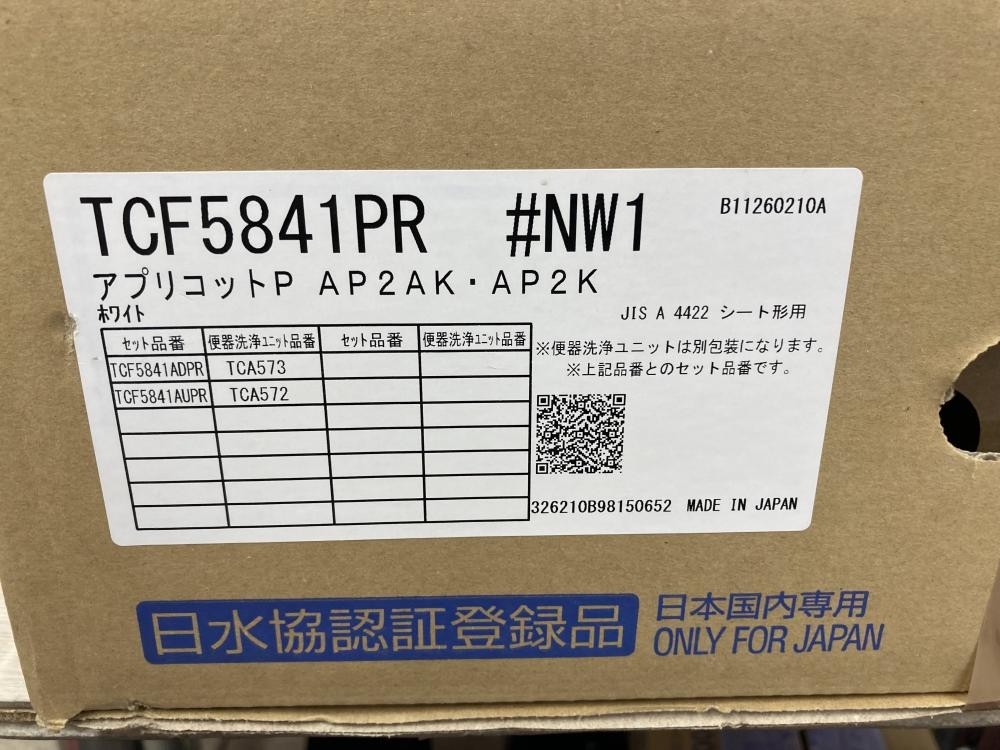 TCF5841PR #NW1 B11260210A
アプリコットP AP2AK・AP2K
ホワイト
JIS A 4422 シート形用
セット品番 便器洗浄ユニット品番 セット品番 便器洗浄ユニット品番
TCF5841ADPR TCA573
TCF5841AUPR TCA572
※便器洗浄ユニットは別包装になります。
※上記品番とのセット品番です。
326210B98150652 MADE IN JAPAN
日水協認証登録品
日本国内専用
ONLY FOR JAPAN